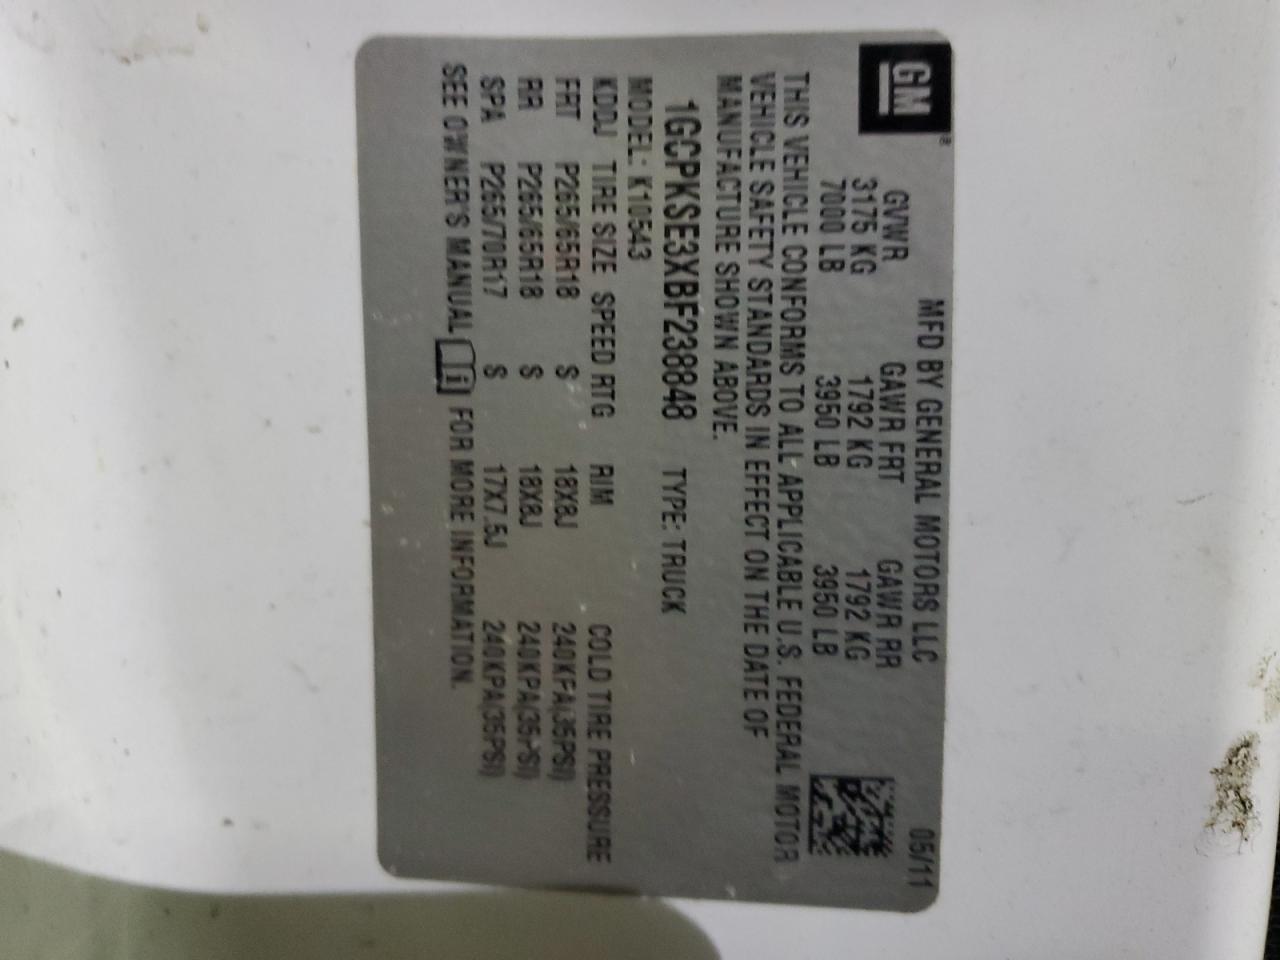 GM
MFD BY GENERAL MOTORS LLC 05/11
GVWR GAWR FRT GAWR RR
3175 KG 1792 KG 1792 KG
7000 LB 3950 LB 3950 LB
THIS VEHICLE CONFORMS TO ALL APPLICABLE U.S. FEDERAL MOTOR
VEHICLE SAFETY STANDARDS IN EFFECT ON THE DATE OF
MANUFACTURE SHOWN ABOVE.
1GCPKSE3XBF238848 TYPE: TRUCK
MODEL: K10543
KDDJ TIRE SIZE SPEED RTG RIM COLD TIRE PRESSURE
FRT P265/65R18 S 18X8J 240KPA(35PSI)
RR P265/65R18 S 18X8J 240KPA(35PSI)
SPA P265/70R17 S 17X7.5J 240KPA(35PSI)
SEE OWNER'S MANUAL FOR MORE INFORMATION.